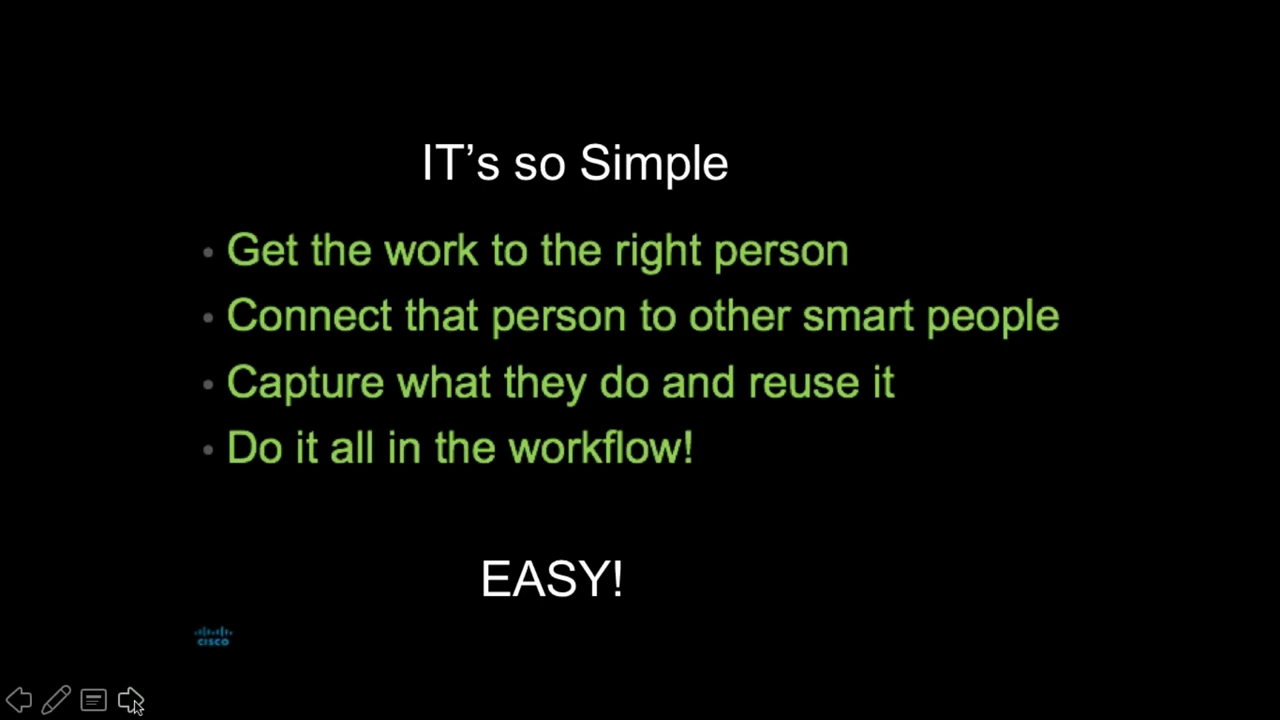 IT’s so Simple
• Get the work to the right person
• Connect that person to other smart people
• Capture what they do and reuse it
• Do it all in the workflow!
EASY!
CISCO